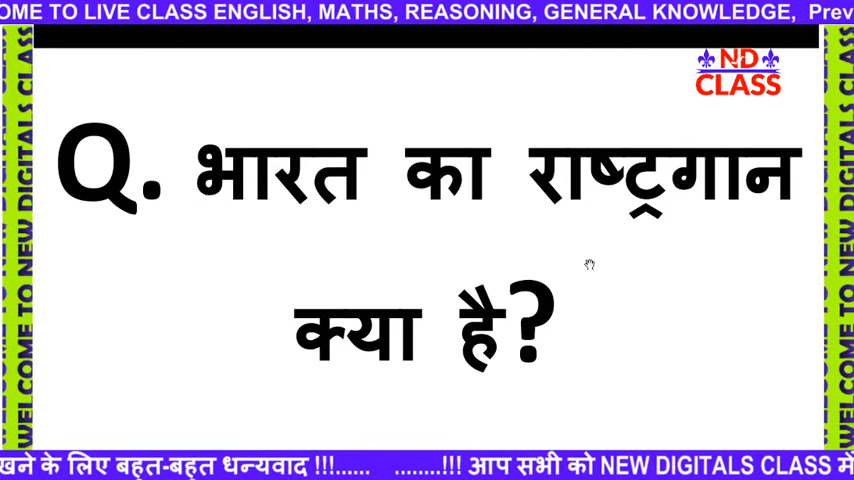 OME TO LIVE CLASS ENGLISH, MATHS, REASONING, GENERAL KNOWLEDGE, Prev
ND
CLASS
Q. भारत का राष्ट्रगान
क्या है?
WELCOME TO NEW DIGITALS CLASS
WELCOME TO NEW DIGITALS CLASS
खने के लिए बहुत-बहुत धन्यवाद !!!...... ........!!! आप सभी को NEW DIGITALS CLASS में